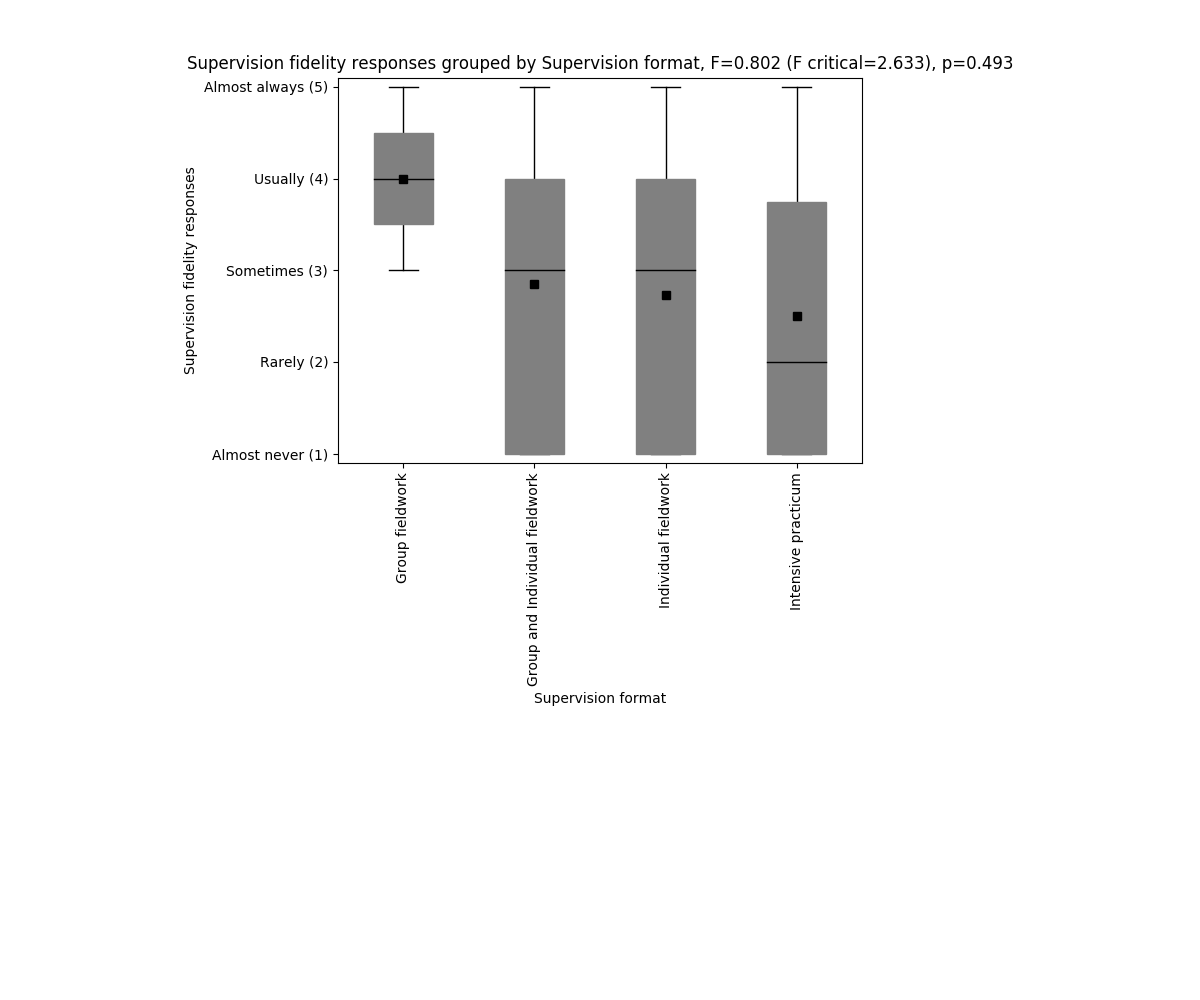 Supervision fidelity responses grouped by Supervision format, F=0.802 (F critical=2.633), p=0.493
Supervision fidelity responses
Almost always (5)
Usually (4)
Sometimes (3)
Rarely (2)
Almost never (1)
Group fieldwork
Group and Individual fieldwork
Individual fieldwork
Intensive practicum
Supervision format